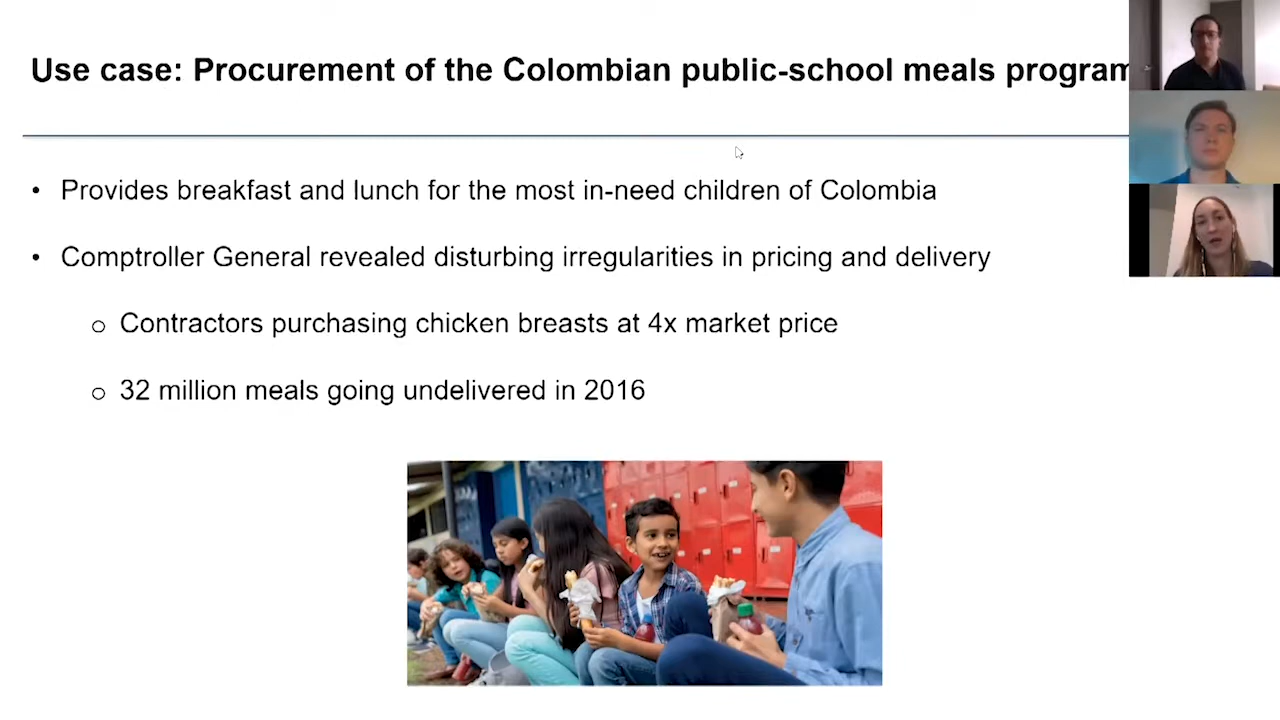 Use case: Procurement of the Colombian public-school meals program
• Provides breakfast and lunch for the most in-need children of Colombia
• Comptroller General revealed disturbing irregularities in pricing and delivery
o Contractors purchasing chicken breasts at 4x market price
o 32 million meals going undelivered in 2016